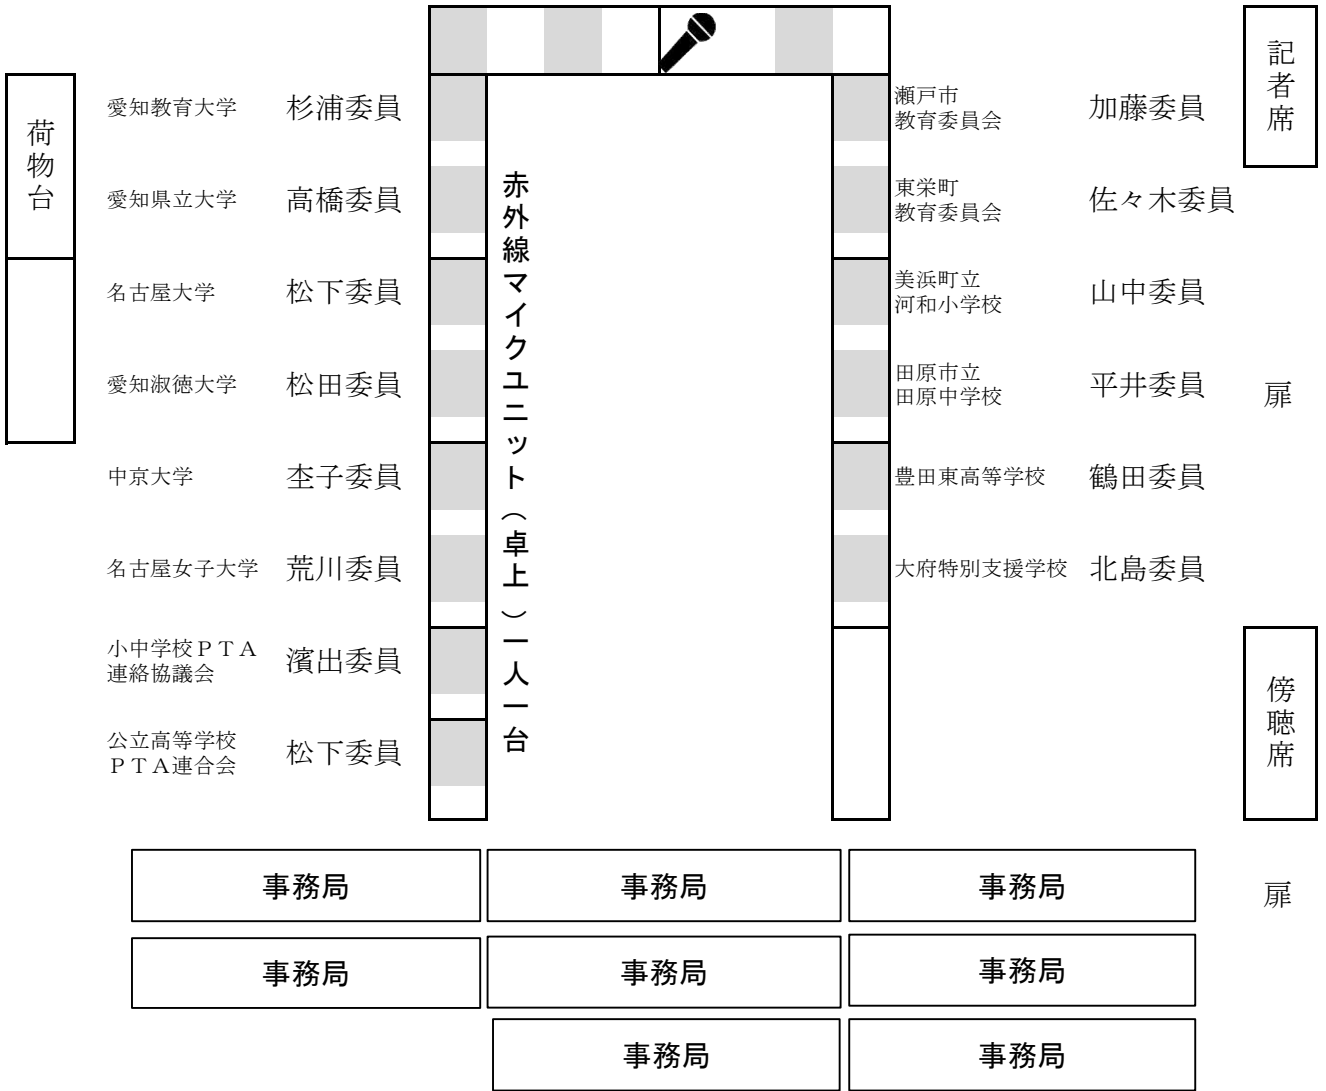 記者席
荷物台
愛知教育大学 杉浦委員
瀬戸市
教育委員会 加藤委員
愛知県立大学 高橋委員
東栄町
教育委員会 佐々木委員
名古屋大学 松下委員
美浜町立
河和小学校 山中委員
愛知淑徳大学 松田委員
田原市立
田原中学校 平井委員
扉
中京大学 杢子委員
豊田東高等学校 鶴田委員
名古屋女子大学 荒川委員
大府特別支援学校 北島委員
小中学校ＰＴＡ
連絡協議会 濱出委員
公立高等学校
ＰＴＡ連合会 松下委員
赤外線マイクユニット（卓上）一人一台
傍聴席
事務局 事務局 事務局
扉
事務局 事務局 事務局
事務局 事務局